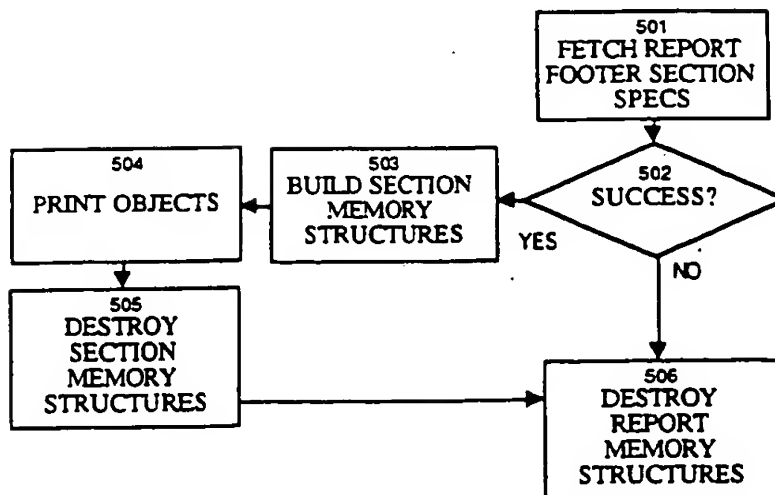 501
FETCH REPORT
FOOTER SECTION
SPECS
502
SUCCESS?
YES
NO
503
BUILD SECTION
MEMORY
STRUCTURES
504
PRINT OBJECTS
505
DESTROY
SECTION
MEMORY
STRUCTURES
506
DESTROY
REPORT
MEMORY
STRUCTURES